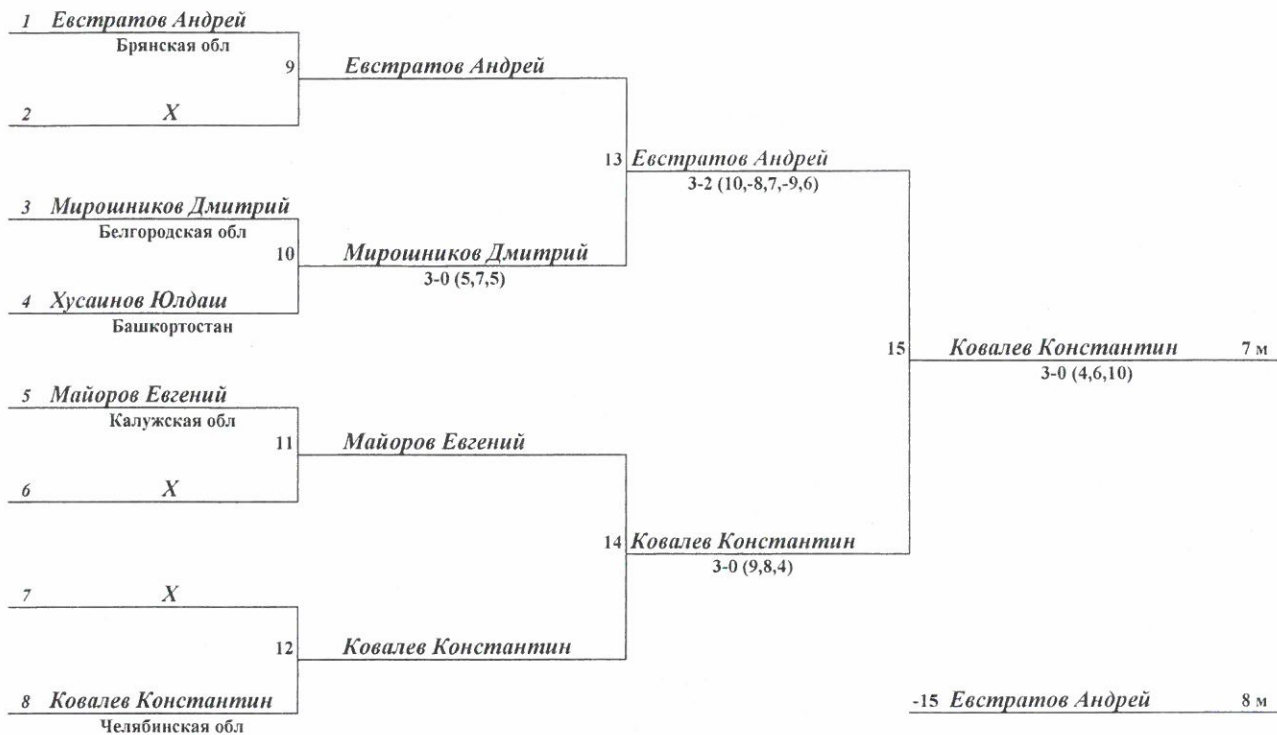 1 Евстратов Андрей
Брянская обл
9 Евстратов Андрей
2 X
13 Евстратов Андрей
3-2 (10,-8,7,-9,6)
3 Мирошников Дмитрий
Белгородская обл
10 Мирошников Дмитрий
3-0 (5,7,5)
4 Хусаинов Юлдаш
Башкортостан
15 Ковалев Константин 7 м
3-0 (4,6,10)
5 Майоров Евгений
Калужская обл
11 Майоров Евгений
6 X
14 Ковалев Константин
3-0 (9,8,4)
7 X
12 Ковалев Константин
8 Ковалев Константин
Челябинская обл
-15 Евстратов Андрей 8 м